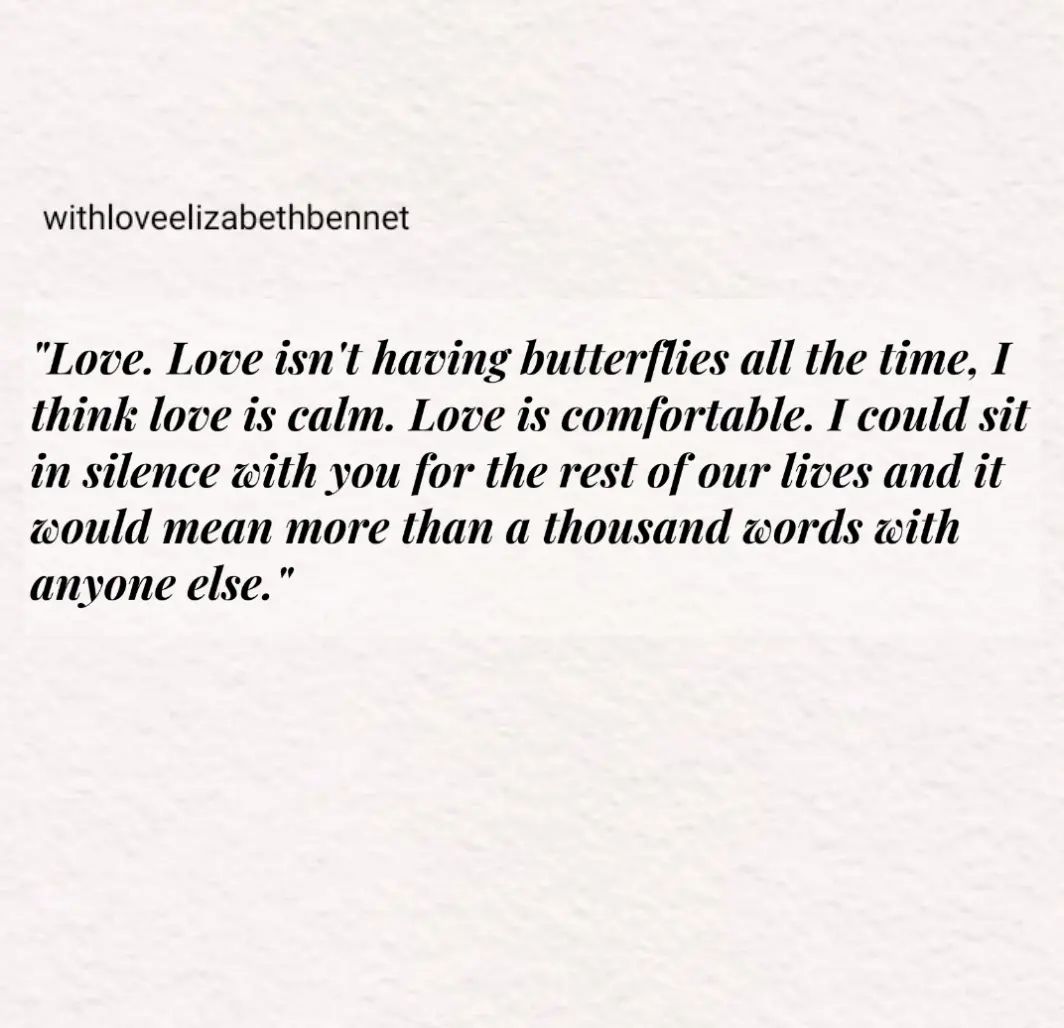 withloveelizabethbennet
"Love. Love isn't having butterflies all the time, I
think love is calm. Love is comfortable. I could sit
in silence with you for the rest of our lives and it
would mean more than a thousand words with
anyone else."